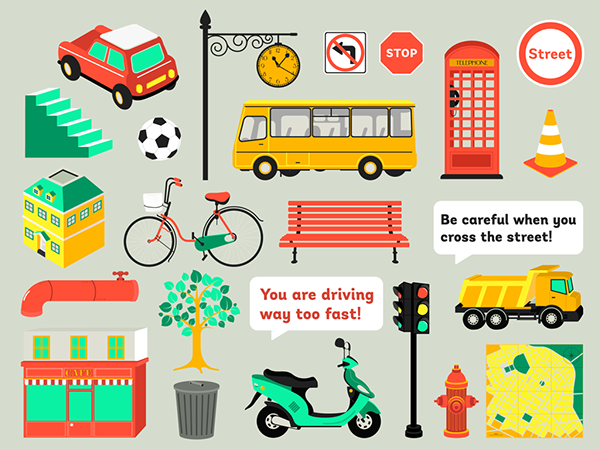 STOP
Street
TELEPHONE
Be careful when you
cross the street!
You are driving
way too fast!
CAFE